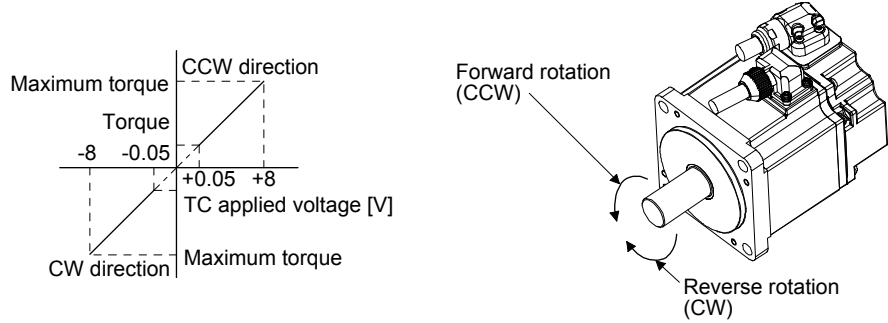 CCW direction
Maximum torque
Torque
-8
-0.05
+0.05
+8
TC applied voltage [V]
CW direction
Maximum torque
Forward rotation
(CCW)
Reverse rotation
(CW)